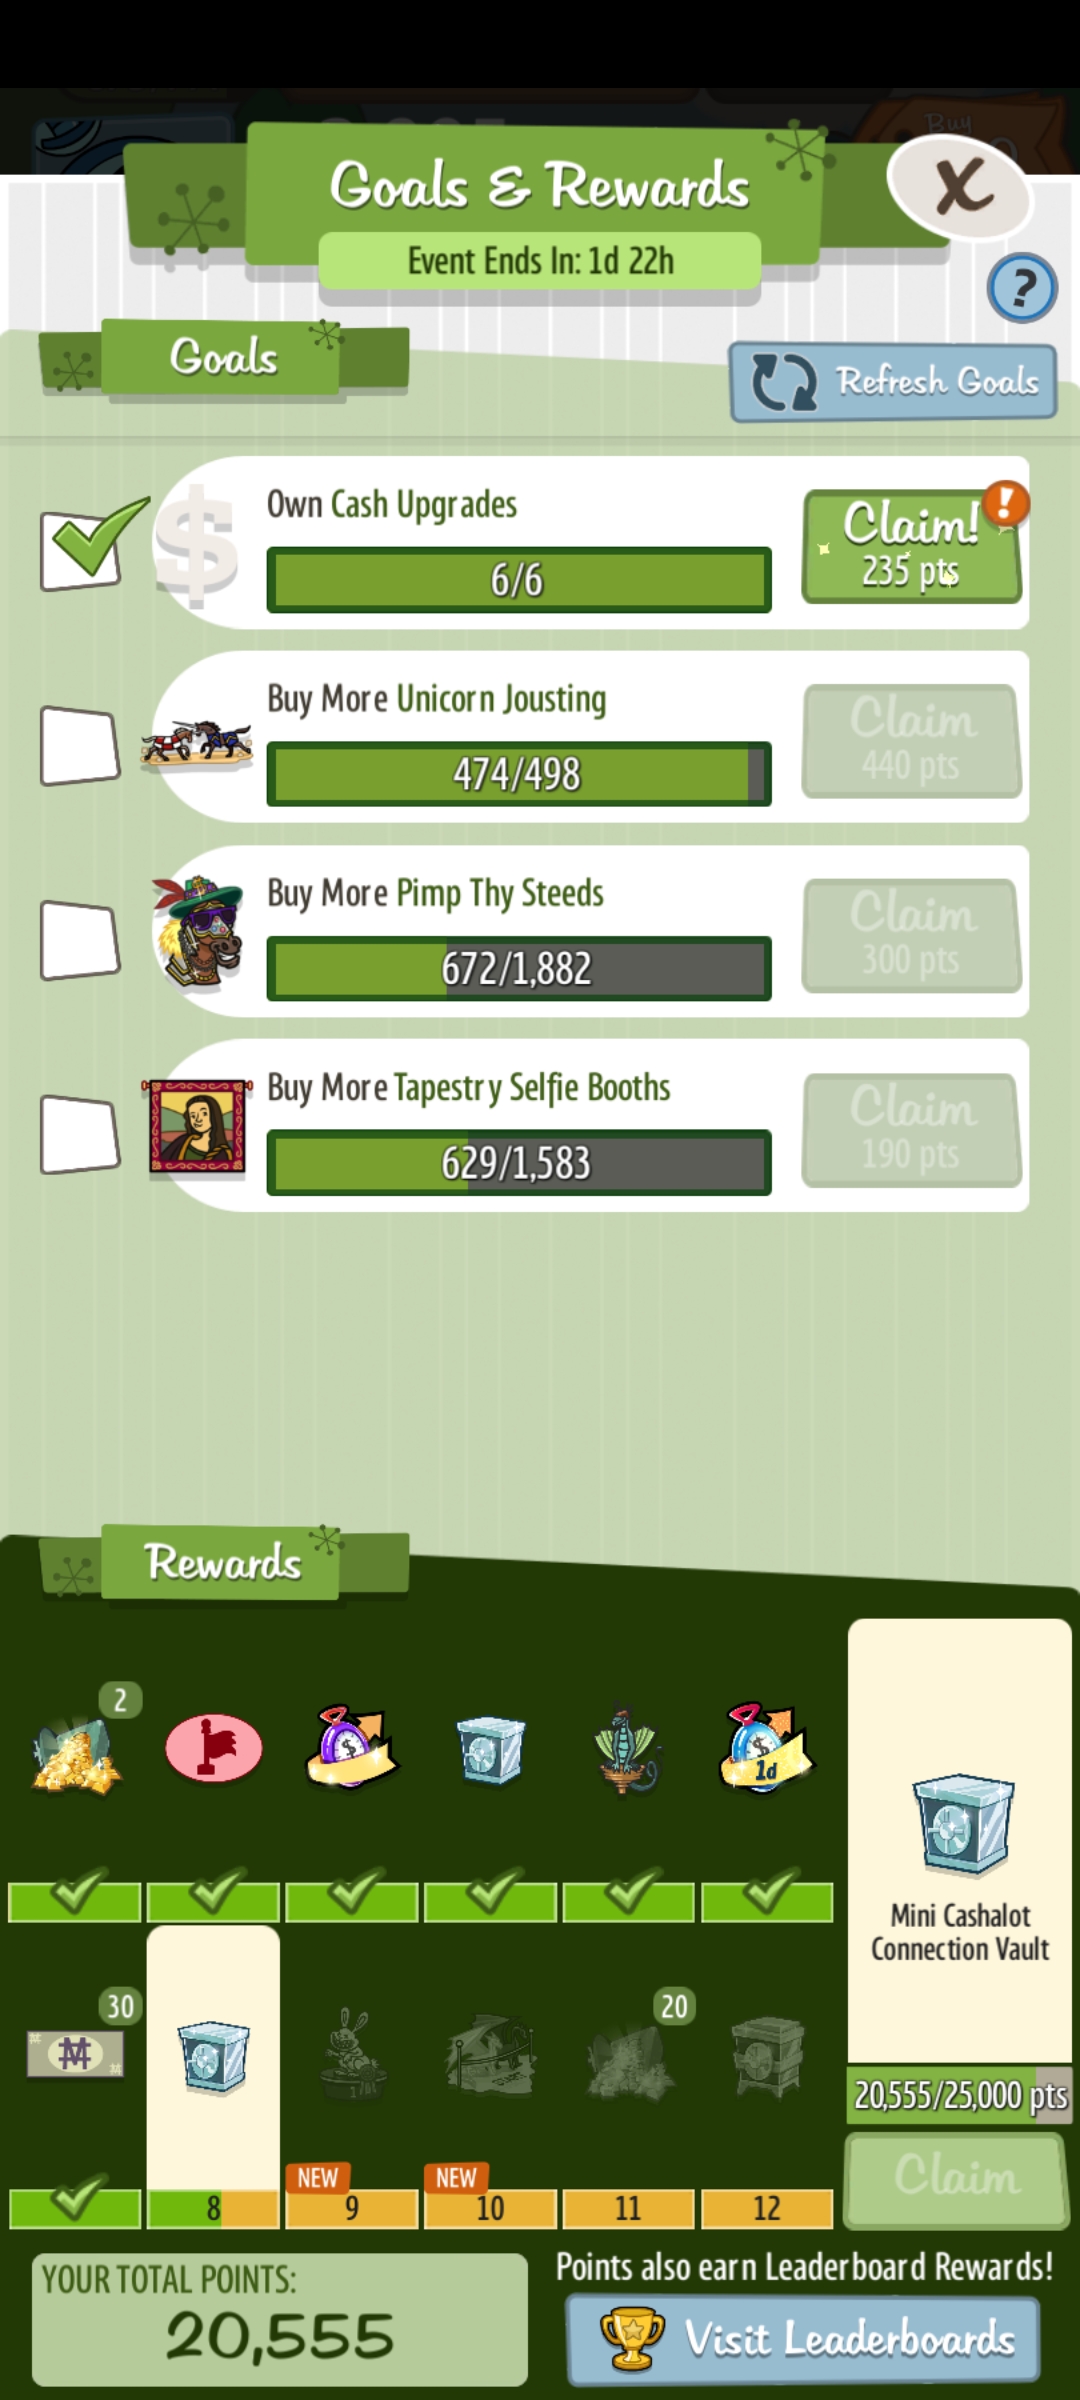 Buy
Goals & Rewards
X
Event Ends In: 1d 22h
?
Goals
Refresh Goals
$
Own Cash Upgrades
6/6
Claim!
!
235 pts
Buy More Unicorn Jousting
474/498
Claim
440 pts
Buy More Pimp Thy Steeds
672/1,882
Claim
300 pts
Buy More Tapestry Selfie Booths
629/1,583
Claim
190 pts
Rewards
2
$
$
1d
Mini Cashalot
Connection Vault
30
20
20,555/25,000 pts
Claim
NEW
NEW
8
9
10
11
12
YOUR TOTAL POINTS:
20,555
Points also earn Leaderboard Rewards!
Visit Leaderboards